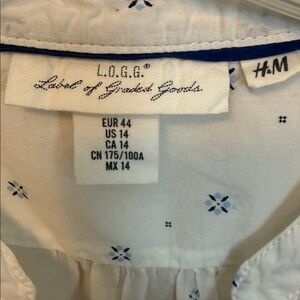 L.O.G.G.®
Label of Graded Goods
H&M
EUR 44
US 14
CA 14
CN 175/100A
MX 14